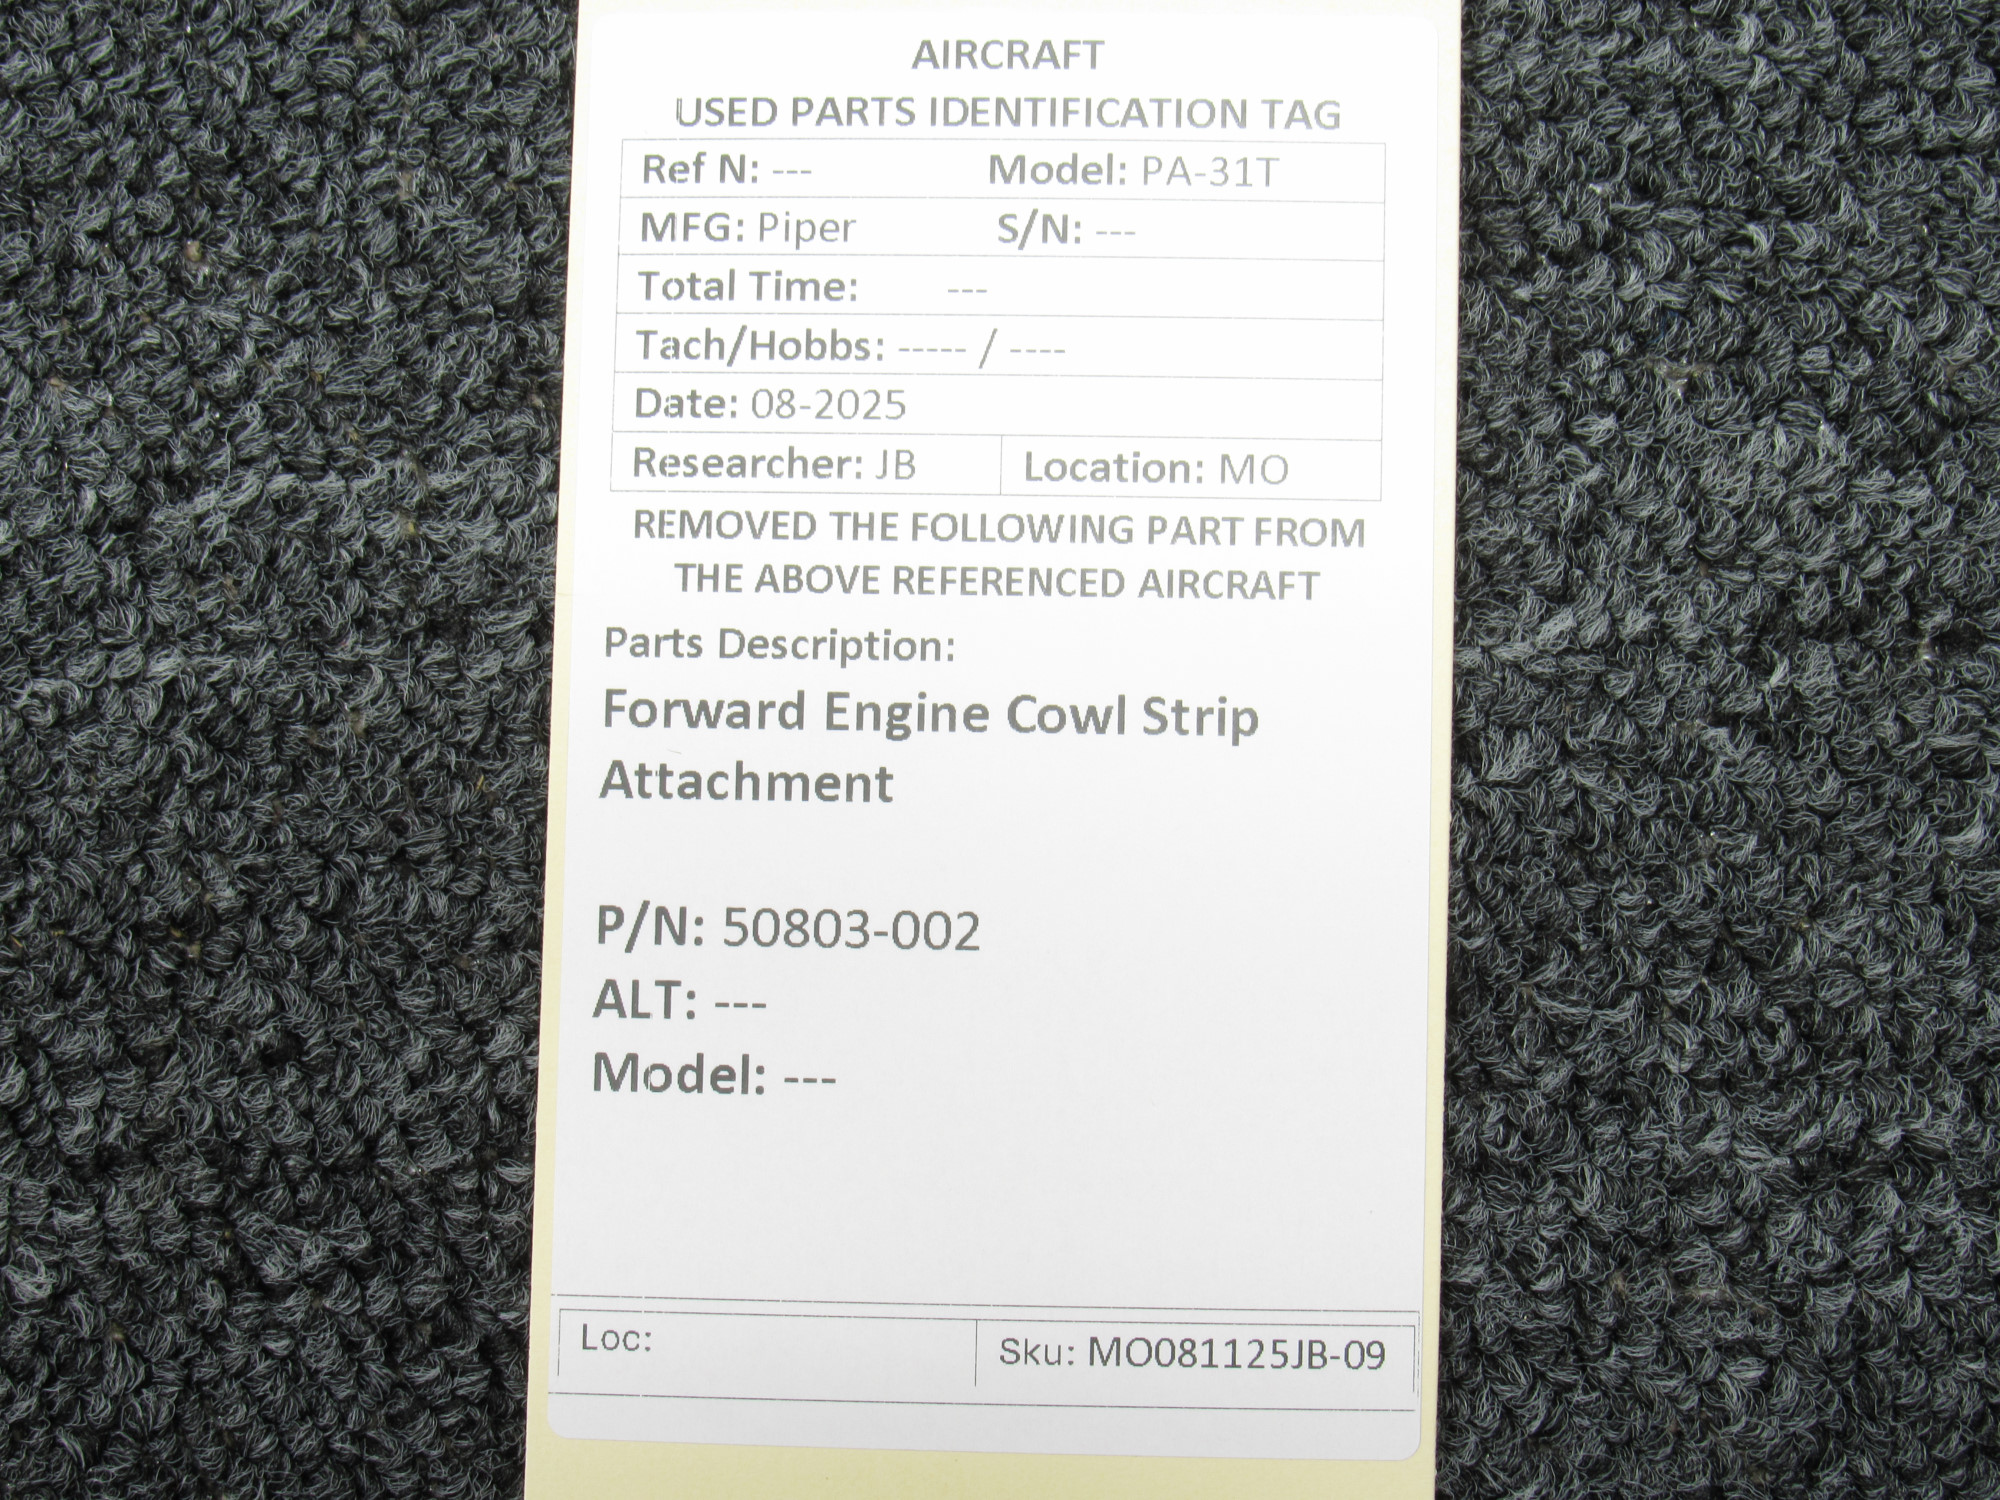 AIRCRAFT
USED PARTS IDENTIFICATION TAG
Ref N: --- Model: PA-31T
MFG: Piper S/N: ---
Total Time: ---
Tach/Hobbs: ----- / ----
Date: 08-2025
Researcher: JB Location: MO
REMOVED THE FOLLOWING PART FROM
THE ABOVE REFERENCED AIRCRAFT
Parts Description:
Forward Engine Cowl Strip
Attachment
P/N: 50803-002
ALT: ---
Model: ---
Loc: Sku: MO081125JB-09